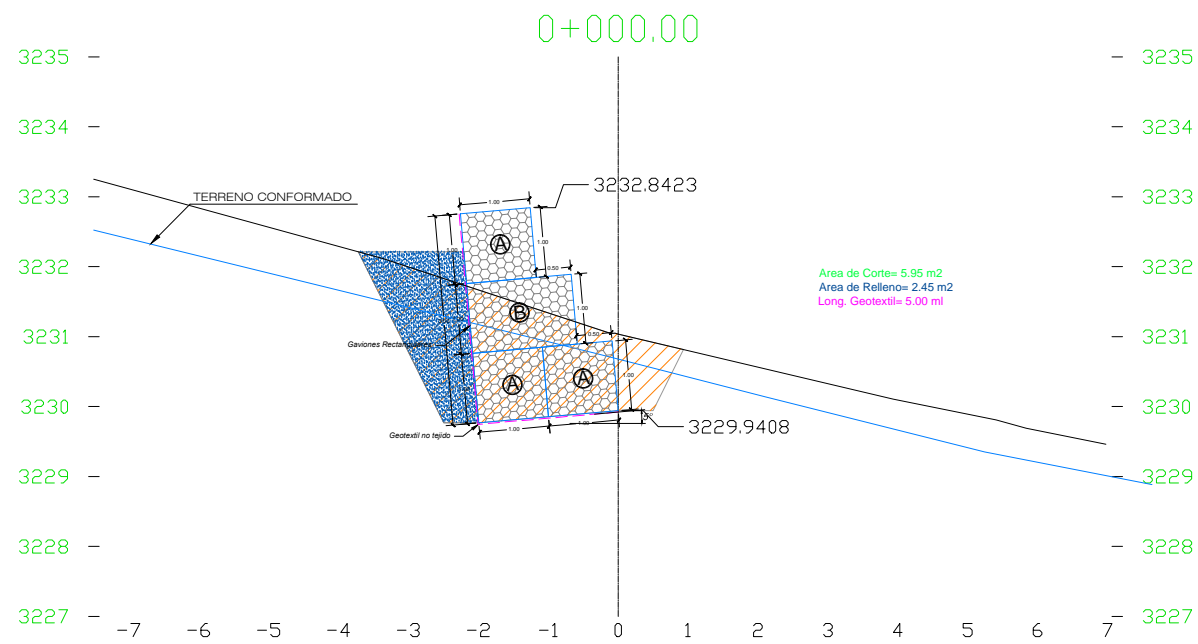 0+000.00
3235 3235
3234 3234
3233 3233
3232 3232
3231 3231
3230 3230
3229 3229
3228 3228
3227 3227
TERRENO CONFORMADO
3232.8423
1.00
1.00
A
0.50
1.00
B
1.00
0.50
Gaviones
A
A
1.00
1.00
1.00
Geotextil no tejido
3229.9408
Area de Corte= 5.95 m2
Area de Relleno= 2.45 m2
Long. Geotextil= 5.00 ml
-7 -6 -5 -4 -3 -2 -1 0 1 2 3 4 5 6 7